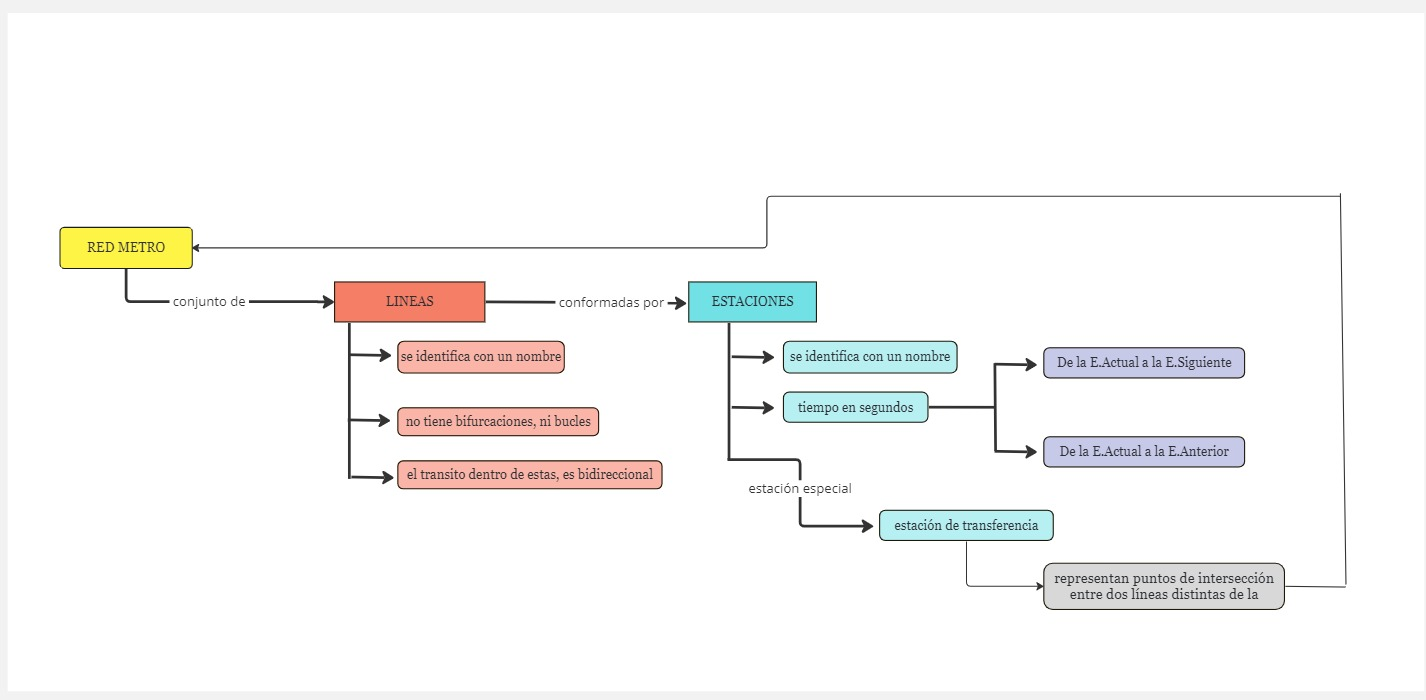 RED METRO
conjunto de
LINEAS
conformadas por
ESTACIONES
se identifica con un nombre
no tiene bifurcaciones, ni bucles
el transito dentro de estas, es bidireccional
se identifica con un nombre
tiempo en segundos
De la E.Actual a la E.Siguiente
De la E.Actual a la E.Anterior
estación especial
estación de transferencia
representan puntos de intersección
entre dos líneas distintas de la